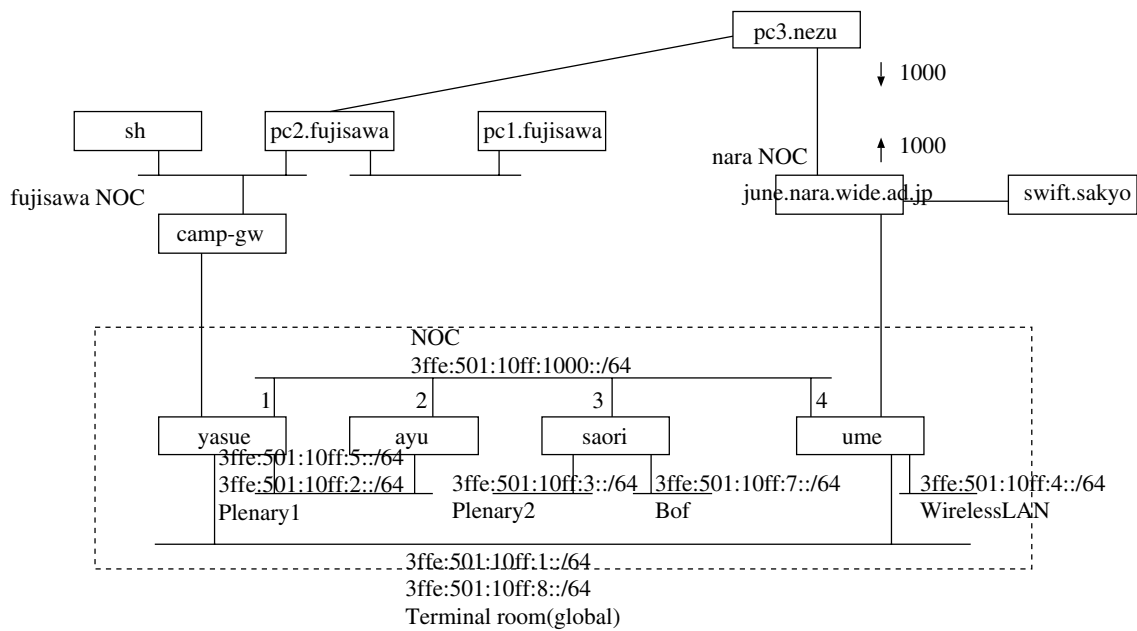 pc3.nezu
1000
sh
pc2.fujisawa
pc1.fujisawa
1000
nara NOC
fujisawa NOC
june.nara.wide.ad.jp
swift.sakyo
camp-gw
NOC
3ffe:501:10ff:1000::/64
1
2
3
4
yasue
ayu
saori
ume
3ffe:501:10ff:5::/64
3ffe:501:10ff:2::/64
Plenary1
3ffe:501:10ff:3::/64
Plenary2
3ffe:501:10ff:7::/64
Bof
3ffe:501:10ff:4::/64
WirelessLAN
3ffe:501:10ff:1::/64
3ffe:501:10ff:8::/64
Terminal room(global)